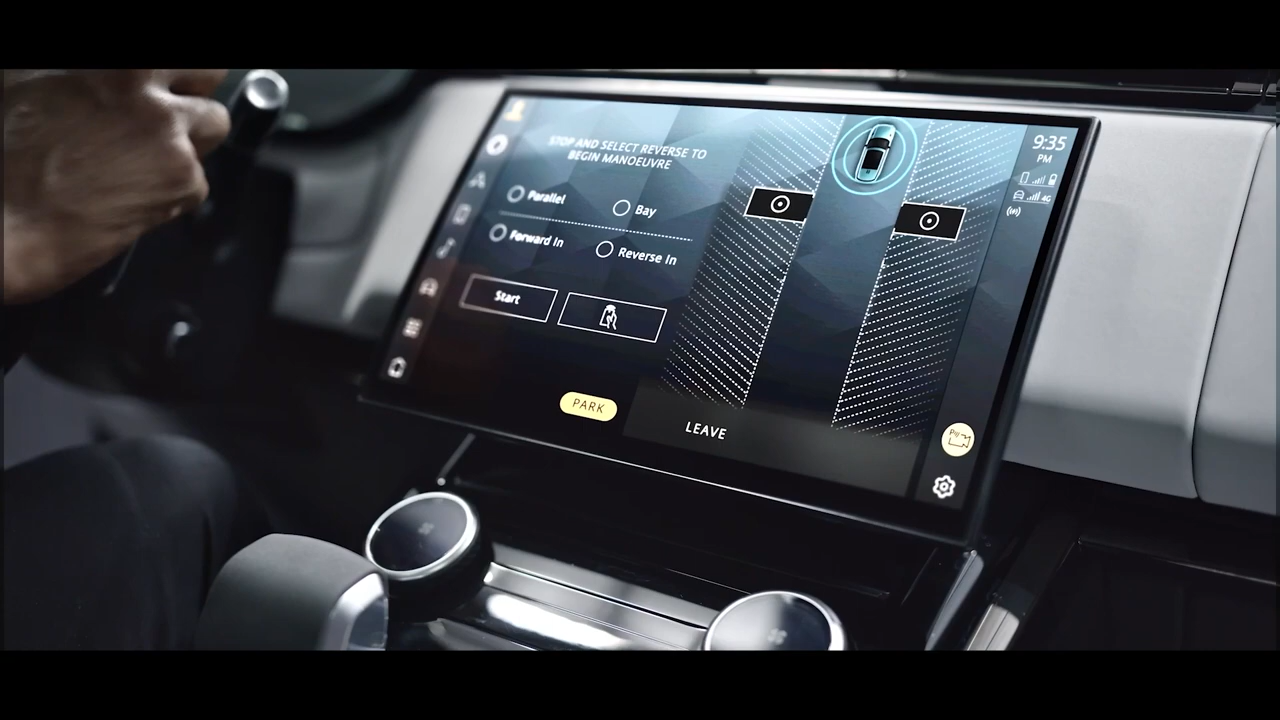 STOP AND SELECT REVERSE TO
BEGIN MANOEUVRE
Parallel
Bay
Forward In
Reverse In
Start
PARK
LEAVE
9:35
PM
4G